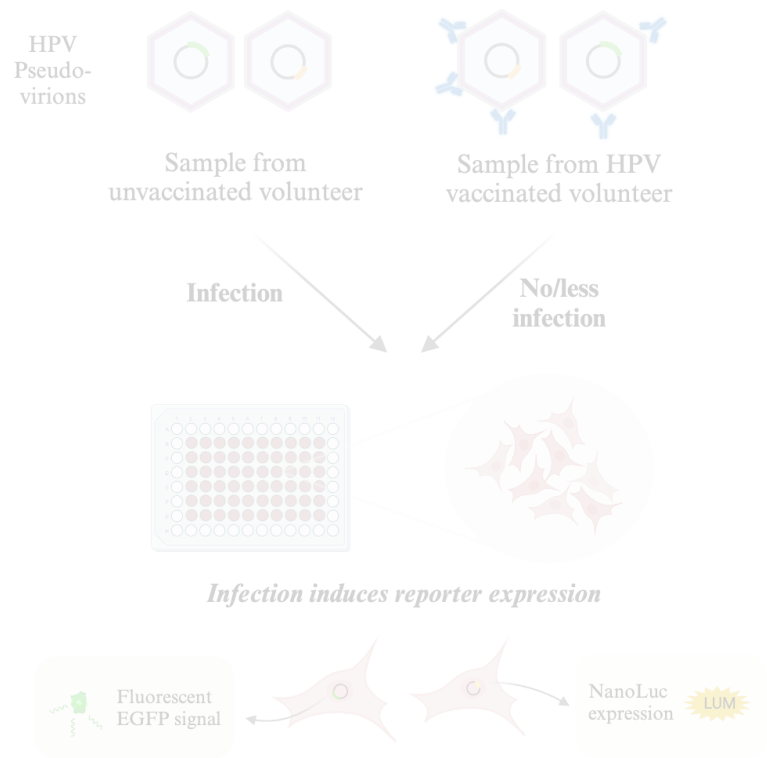 HPV
Pseudo-
virions
Sample from
unvaccinated volunteer
Sample from HPV
vaccinated volunteer
Infection
No/less
infection
Infection induces reporter expression
Fluorescent
EGFP signal
NanoLuc
expression
LUM